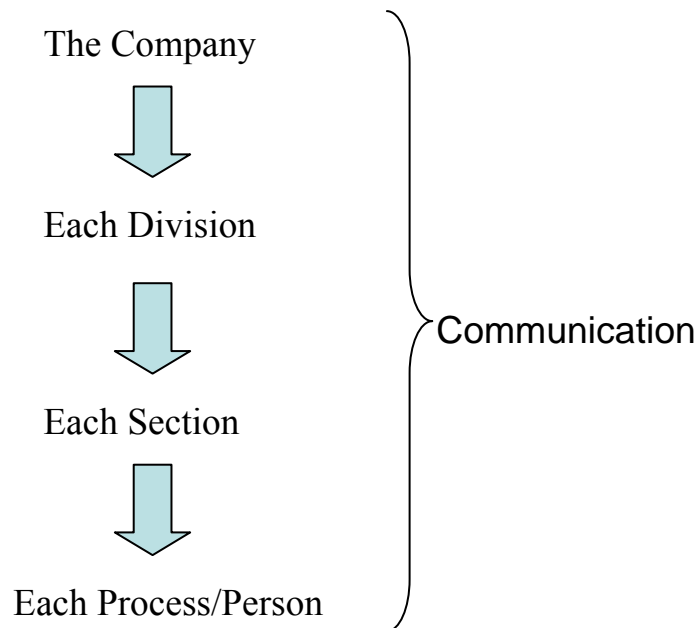 The Company
Each Division
Communication
Each Section
Each Process/Person